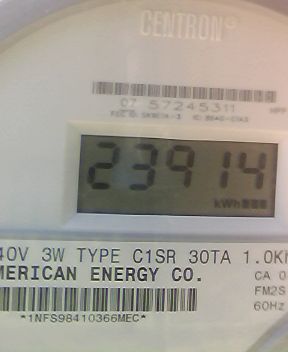 CENTRON®
07 57245311
23914
kWh
40V 3W TYPE C1SR 30TA 1.0K
MERICAN ENERGY CO.
CA 0
FM2S
60Hz
*1NFS98410366MEC*